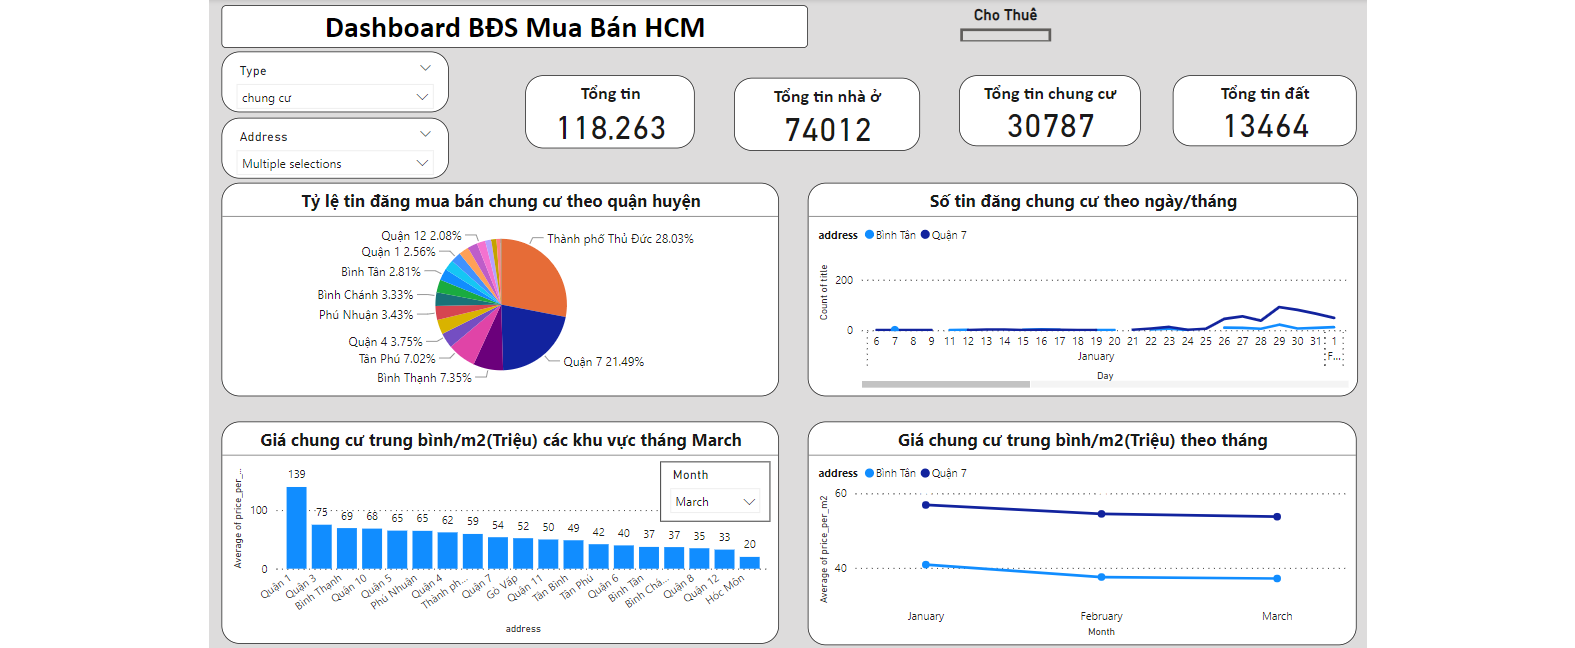 Dashboard BĐS Mua Bán HCM
Cho Thuê
Type
chung cư
Address
Multiple selections
Tổng tin
118,263
Tổng tin nhà ở
74012
Tổng tin chung cư
30787
Tổng tin đất
13464
Tỷ lệ tin đăng mua bán chung cư theo quận huyện
Quận 12 2.08%
Quận 1 2.56%
Bình Tân 2.81%
Bình Chánh 3.33%
Phú Nhuận 3.43%
Quận 4 3.75%
Tân Phú 7.02%
Bình Thạnh 7.35%
Thành phố Thủ Đức 28.03%
Quận 7 21.49%
Số tin đăng chung cư theo ngày/tháng
address Bình Tân Quận 7
Count of title
200
0
6 7 8 9 11 12 13 14 15 16 17 18 19 20 21 22 23 24 25 26 27 28 29 30 31 1
January F...
Day
Giá chung cư trung bình/m2(Triệu) các khu vực tháng March
Month
March
Average of price_per_...
100
0
139 75 69 68 65 65 62 59 54 52 50 49 42 40 37 37 35 33 20
Quận 1 Quận 3 Bình Thạnh Quận 10 Quận 5 Phú Nhuận Quận 4 Thành ph... Quận 7 Gò Vấp Quận 11 Tân Bình Tân Phú Quận 6 Bình Tân Bình Chá... Quận 8 Quận 12 Hóc Môn
address
Giá chung cư trung bình/m2(Triệu) theo tháng
address Bình Tân Quận 7
Average of price_per_m2
60
40
January February March
Month